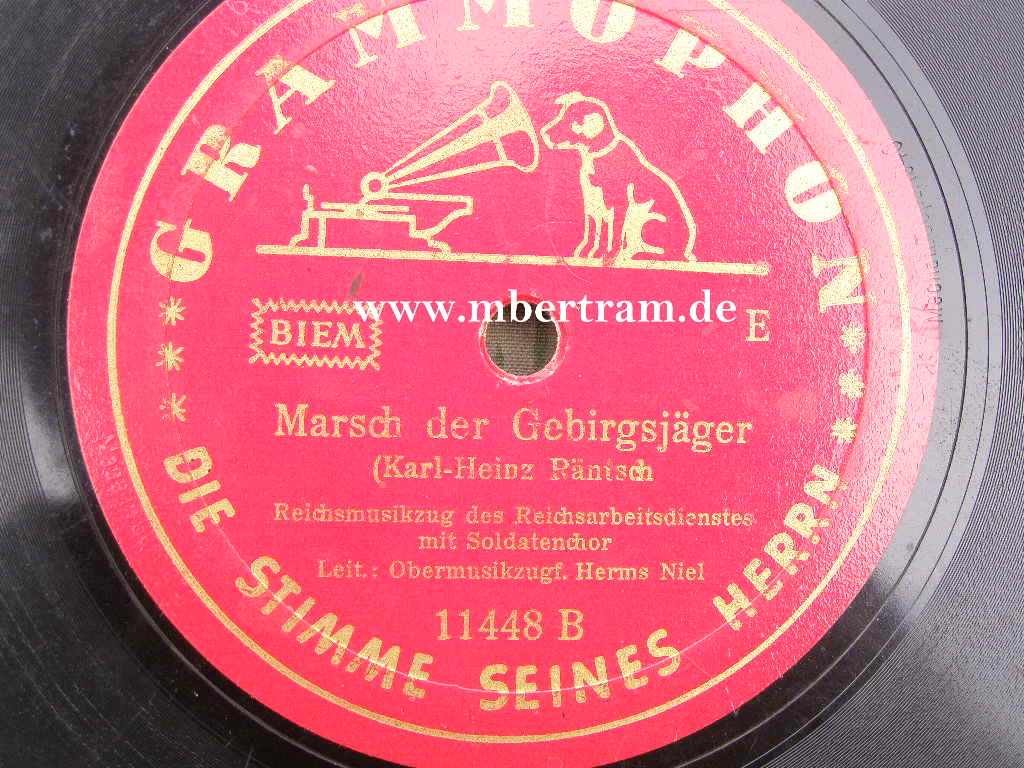 GRAMMOPHON
www.mbertram.de
BIEM
E
Marsch der Gebirgsjäger
(Karl-Heinz Räntsch
Reichsmusikzug des Reichsarbeitsdienstes
mit Soldatenchor
Leit.: Obermusikzugf. Herms Niel
11448 B
DIE STIMME SEINES HERRN